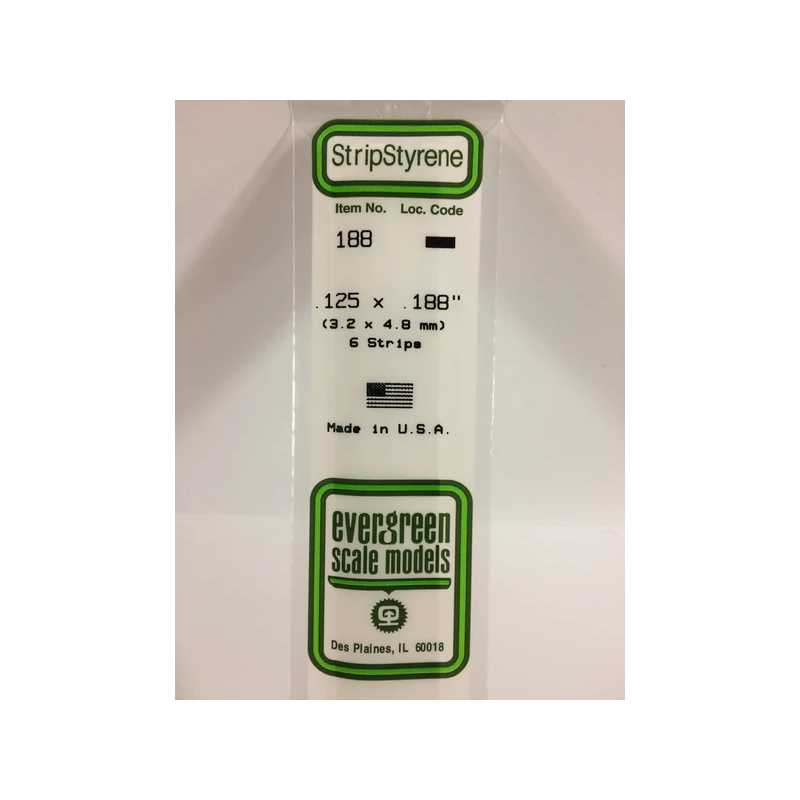 StripStyrene
Item No. Loc. Code
188
.125 x .188"
(3.2 x 4.8 mm)
6 Strips
Made in U.S.A.
evergreen
scale models
Des Plaines, IL 60018